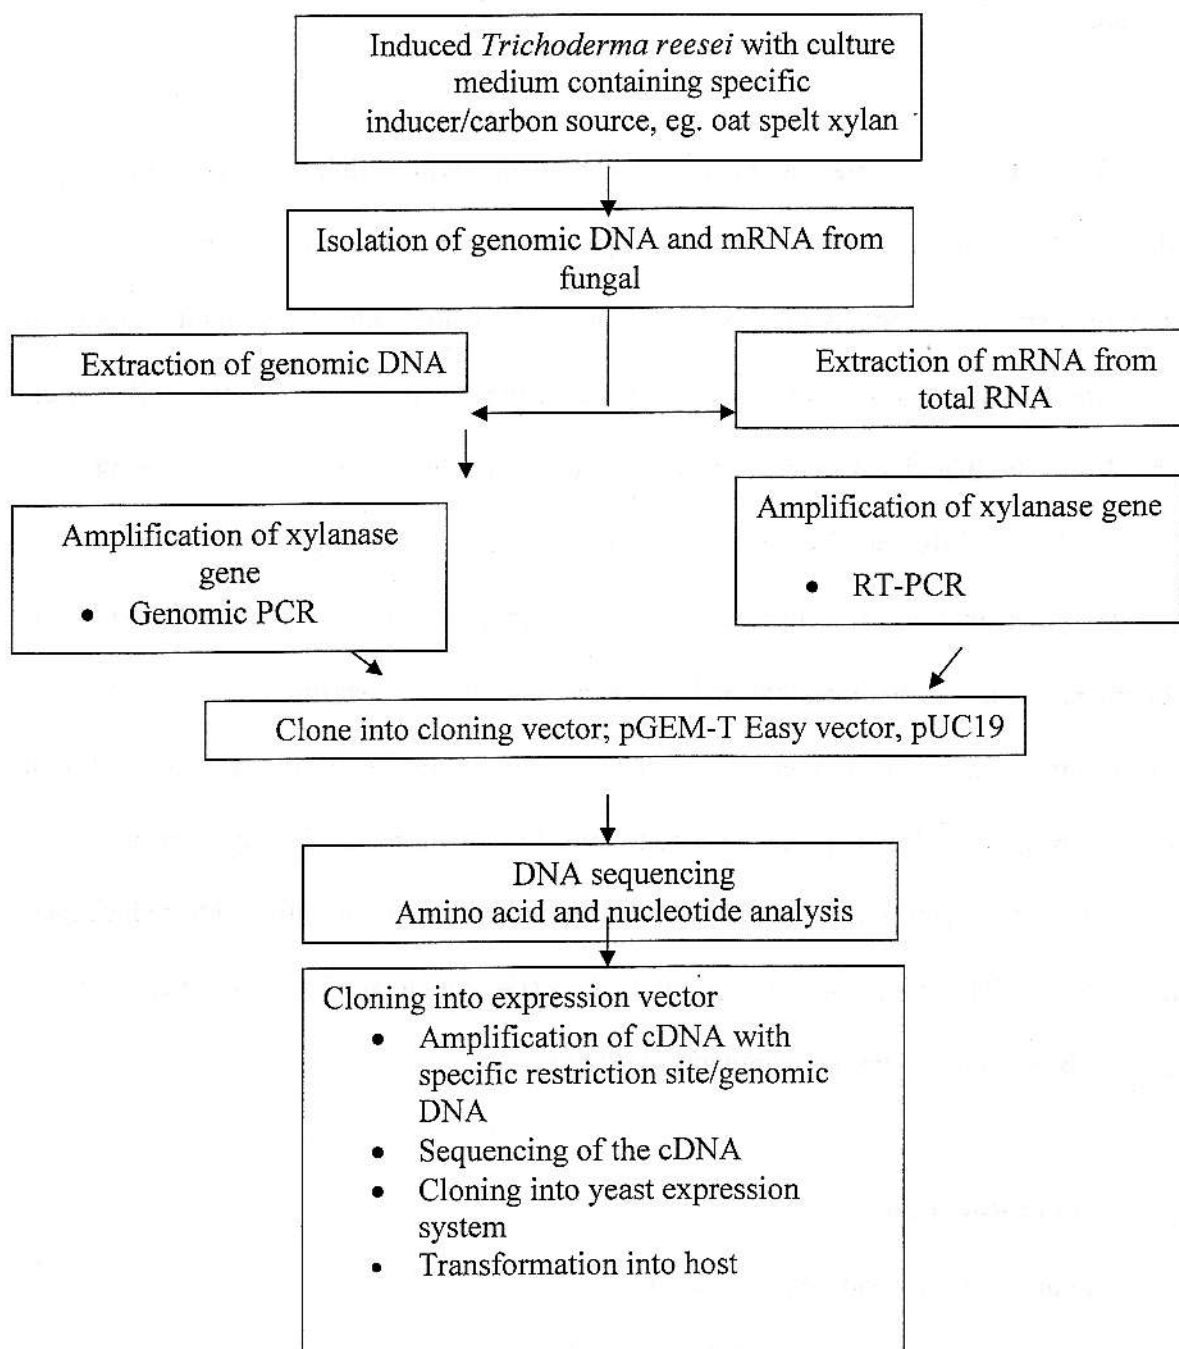 Induced Trichoderma reesei with culture
medium containing specific
inducer/carbon source, eg. oat spelt xylan
Isolation of genomic DNA and mRNA from
fungal
Extraction of genomic DNA
Extraction of mRNA from
total RNA
Amplification of xylanase
gene
• Genomic PCR
Amplification of xylanase gene
• RT-PCR
Clone into cloning vector; pGEM-T Easy vector, pUC19
DNA sequencing
Amino acid and nucleotide analysis
Cloning into expression vector
• Amplification of cDNA with
specific restriction site/genomic
DNA
• Sequencing of the cDNA
• Cloning into yeast expression
system
• Transformation into host